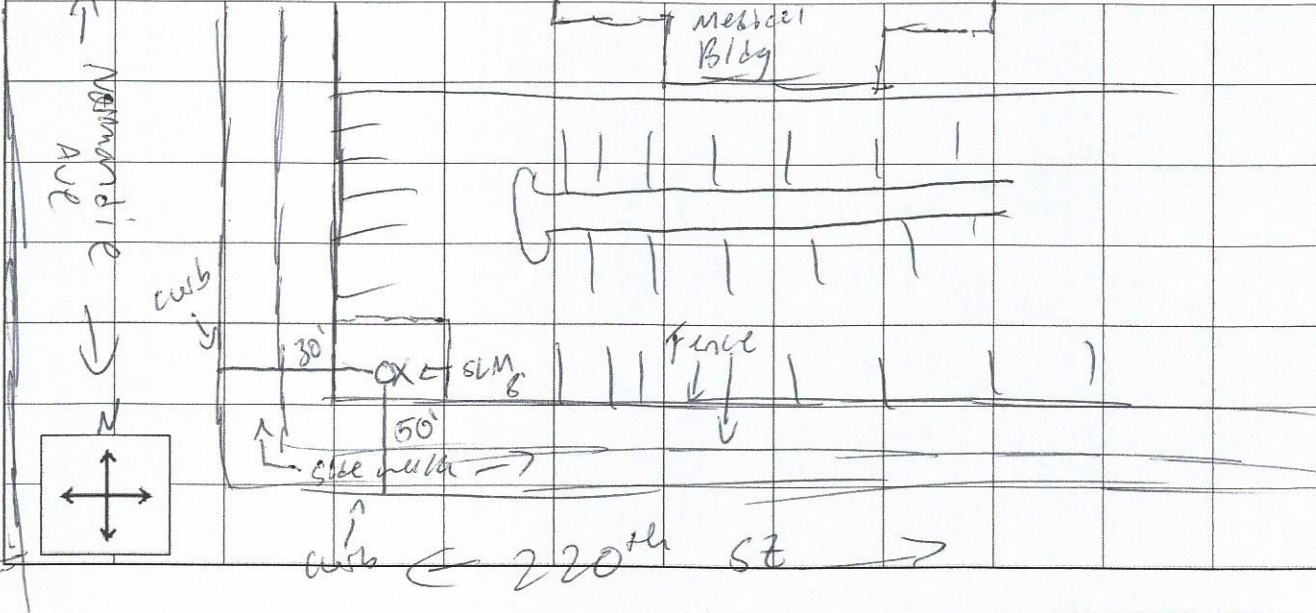 Medical
Bldg
Normandie
Ave
curb
30'
Fence
SLM
6
50'
N
Side walk
curb
220th St